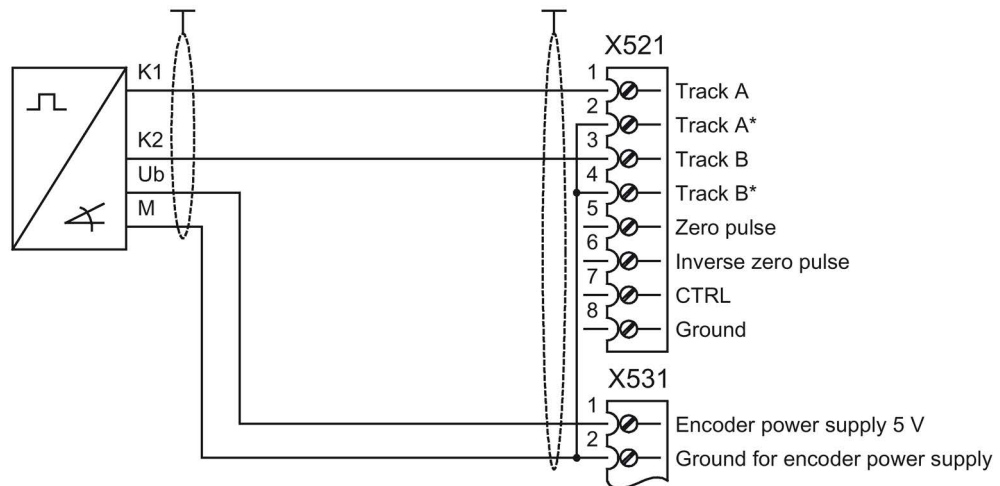 X521
K1
1
Track A
2
Track A*
K2
3
Track B
Ub
4
Track B*
M
5
Zero pulse
6
Inverse zero pulse
7
CTRL
8
Ground
X531
1
Encoder power supply 5 V
2
Ground for encoder power supply